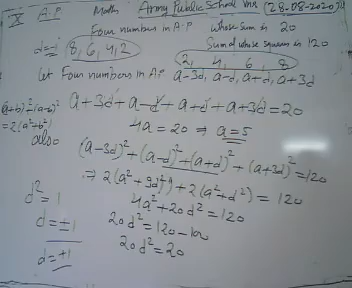 X A.P Maths Army Public School (28-08-2020)
Four numbers in A.P whose sum is 20
d=-1 (8, 6, 4, 2) Sum d whose squares is 120
2, 4, 6, 8
let Four numbers in A.P a-3d, a-d, a+d, a+3d
(a+b)²+(a-b)² = 2(a²+b²)
a+3d+a-d+a+d+a+3d=20
4a=20 ⇒ a=5
also
(a-3d)²+(a-d)²+(a+d)²+(a+3d)²=120
⇒ 2(a²+9d²)+2(a²+d²)=120
4a²+20d²=120
20d²=120-100
20d²=20
d²=1
d=±1
d=+1